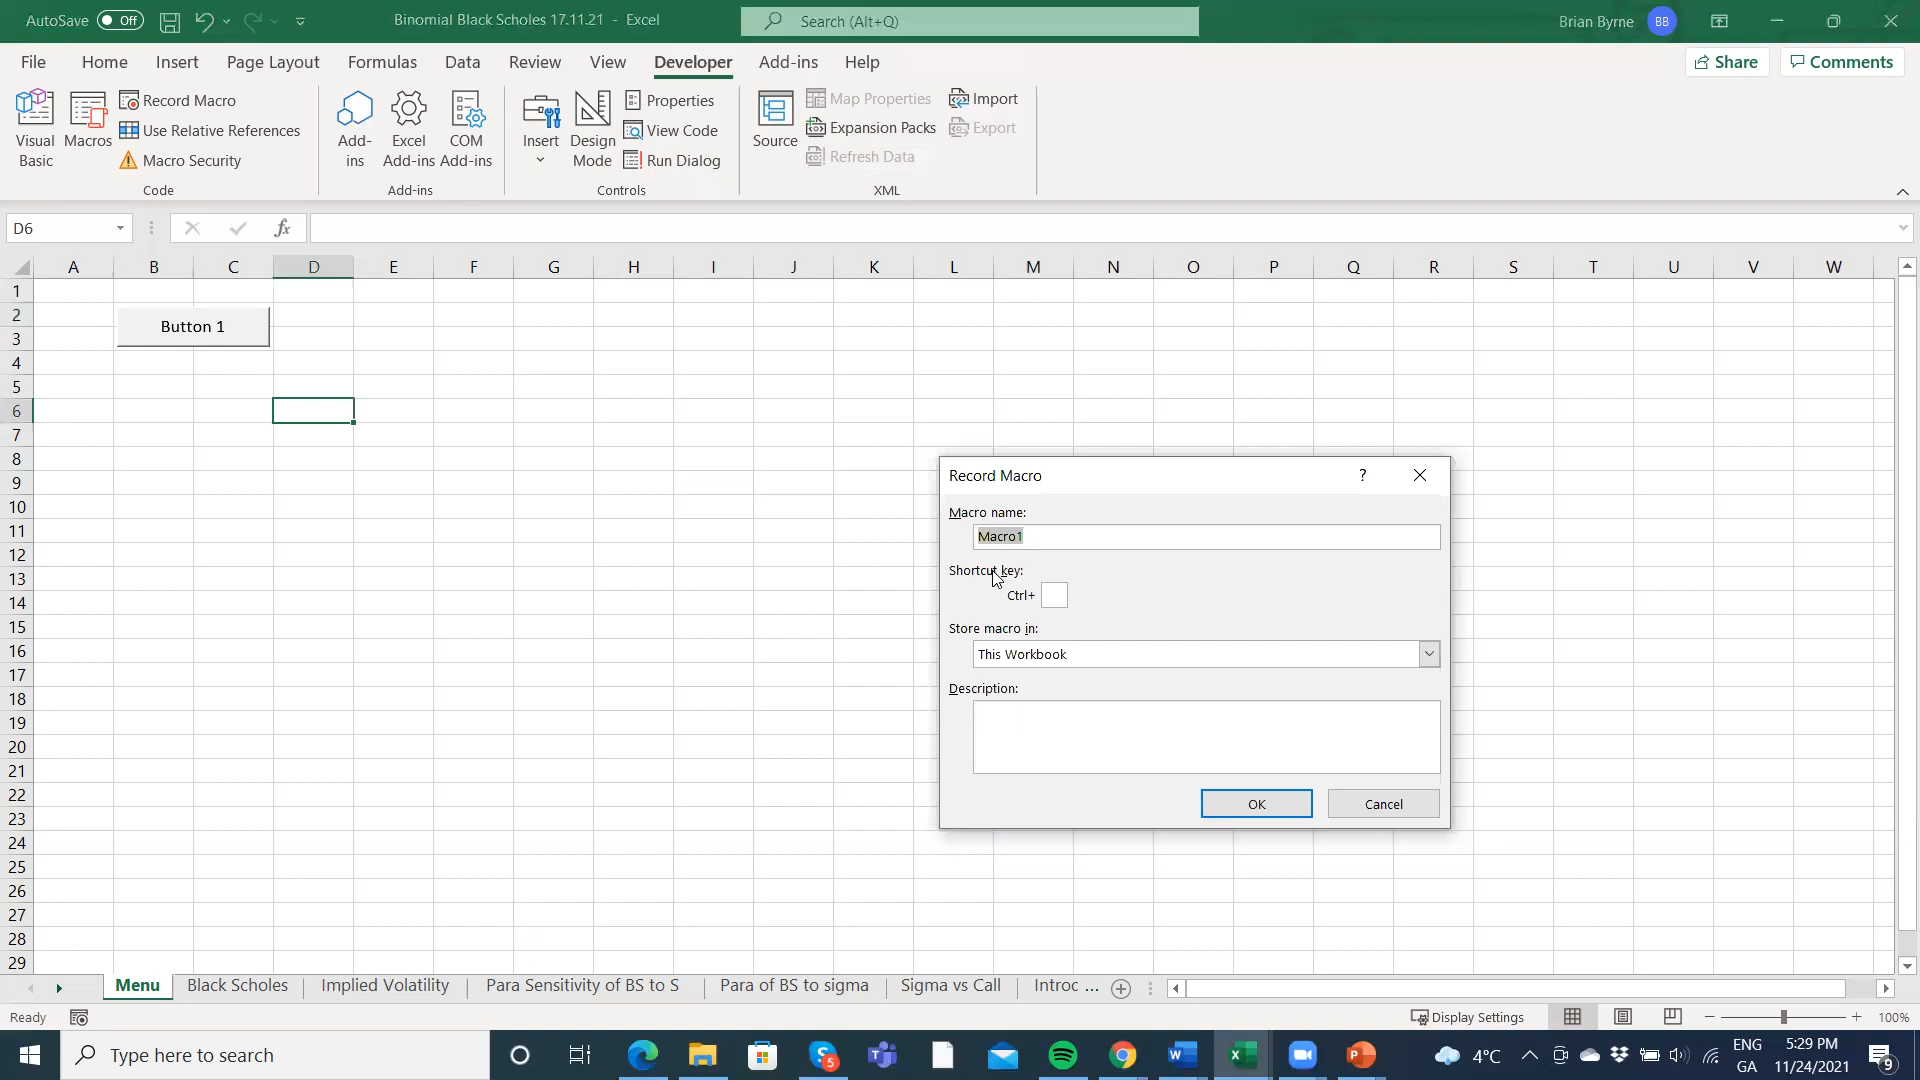 AutoSave Off Binomial Black Scholes 17.11.21 - Excel Search (Alt+Q) Brian Byrne BB
File Home Insert Page Layout Formulas Data Review View Developer Add-ins Help Share Comments
Visual Basic
Macros
Record Macro
Use Relative References
Macro Security
Code
Add-ins
Excel Add-ins
COM Add-ins
Add-ins
Insert
Design Mode
Properties
View Code
Run Dialog
Controls
Source
Map Properties
Expansion Packs
Refresh Data
Import
Export
XML
D6 fx
A B C D E F G H I J K L M N O P Q R S T U V W
1
2
3
4
5
6
7
8
9
10
11
12
13
14
15
16
17
18
19
20
21
22
23
24
25
26
27
28
29
Button 1
Record Macro ?
Macro name:
Macro1
Shortcut key:
Ctrl+
Store macro in:
This Workbook
Description:
OK Cancel
Menu Black Scholes Implied Volatility Para Sensitivity of BS to S Para of BS to sigma Sigma vs Call Introc ...
Ready Display Settings 100%
Type here to search 5 4°C ENG GA 5:29 PM 11/24/2021 9